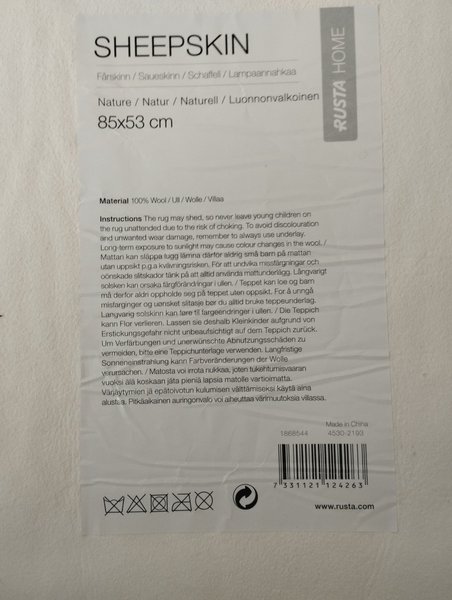 SHEEPSKIN
Fårskinn / Saueskinn / Schaffell / Lampaannahkaa
RUSTA HOME
Nature / Natur / Naturell / Luonnonvalkoinen
85x53 cm
Material 100% Wool / Ull / Wolle / Villaa
Instructions The rug may shed, so never leave young children on
the rug unattended due to the risk of choking. To avoid discolouration
and unwanted wear damage, remember to always use underlay.
Long-term exposure to sunlight may cause colour changes in the wool. /
Mattan kan släppa lugg lämna därför aldrig små barn på mattan
utan uppsikt p.g.a kvävningsrisken. För att undvika missfärgningar och
oönskade slitskador tänk på att alltid använda mattunderlägg. Långvarigt
solsken kan orsaka färgförändringar i ullen. / Teppet kan loe og barn
må derfor aldri oppholde seg på teppet uten oppsikt. For å unngå
misfarginger og uønsket slitasje bør du alltid bruke teppeunderlag.
Langvarig solskinn kan føre til fargeendringer i ullen. / Die Teppich
kann Flor verlieren. Lassen sie deshalb Kleinkinder aufgrund von
Erstickungsgefahr nicht unbeaufsichtigt auf dem Teppich zurück.
Um Verfärbungen und unerwünschte Abnutzungsschäden zu
vermeiden, bitte eine Teppichunterlage verwenden. Langfristige
Sonneneinstrahlung kann Farbveränderungen der Wolle
verursachen. / Matosta voi irrota nukkaa, joten tukehtumisvaaran
vuoksi älä koskaan jätä pieniä lapsia matolle vartioimatta.
Värjäytymien jä epätoivotun kulumisen välittämiseksi käytä aina
alustaa. Pitkäaikainen auringonvalo voi aiheuttaa värimuutoksia villassa.
Made in China
1868544 4530-2193
7 331121 124263
www.rusta.com